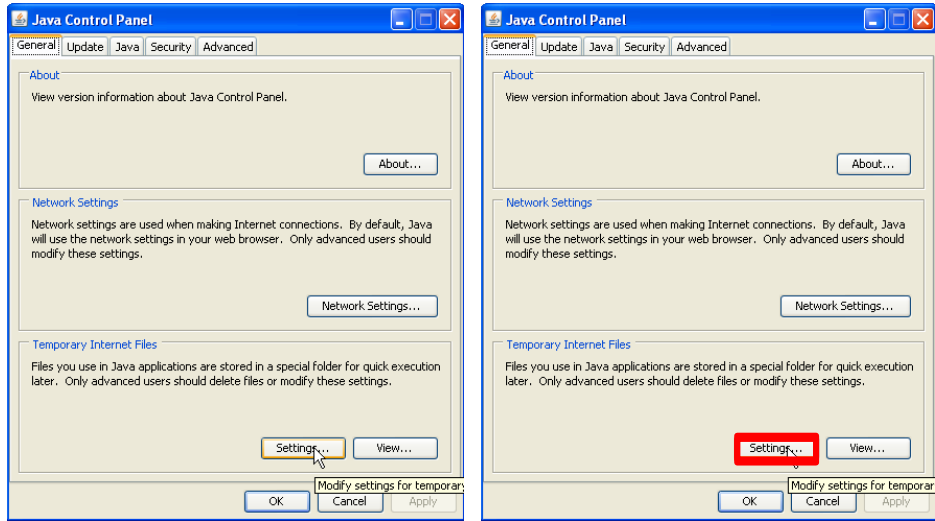 Java Control Panel
General Update Java Security Advanced
About
View version information about Java Control Panel.
About...
Network Settings
Network settings are used when making Internet connections. By default, Java
will use the network settings in your web browser. Only advanced users should
modify these settings.
Network Settings...
Temporary Internet Files
Files you use in Java applications are stored in a special folder for quick execution
later. Only advanced users should delete files or modify these settings.
Settings... View...
Modify settings for temporary
OK Cancel Apply
Java Control Panel
General Update Java Security Advanced
About
View version information about Java Control Panel.
About...
Network Settings
Network settings are used when making Internet connections. By default, Java
will use the network settings in your web browser. Only advanced users should
modify these settings.
Network Settings...
Temporary Internet Files
Files you use in Java applications are stored in a special folder for quick execution
later. Only advanced users should delete files or modify these settings.
Settings... View...
Modify settings for temporar
OK Cancel Apply